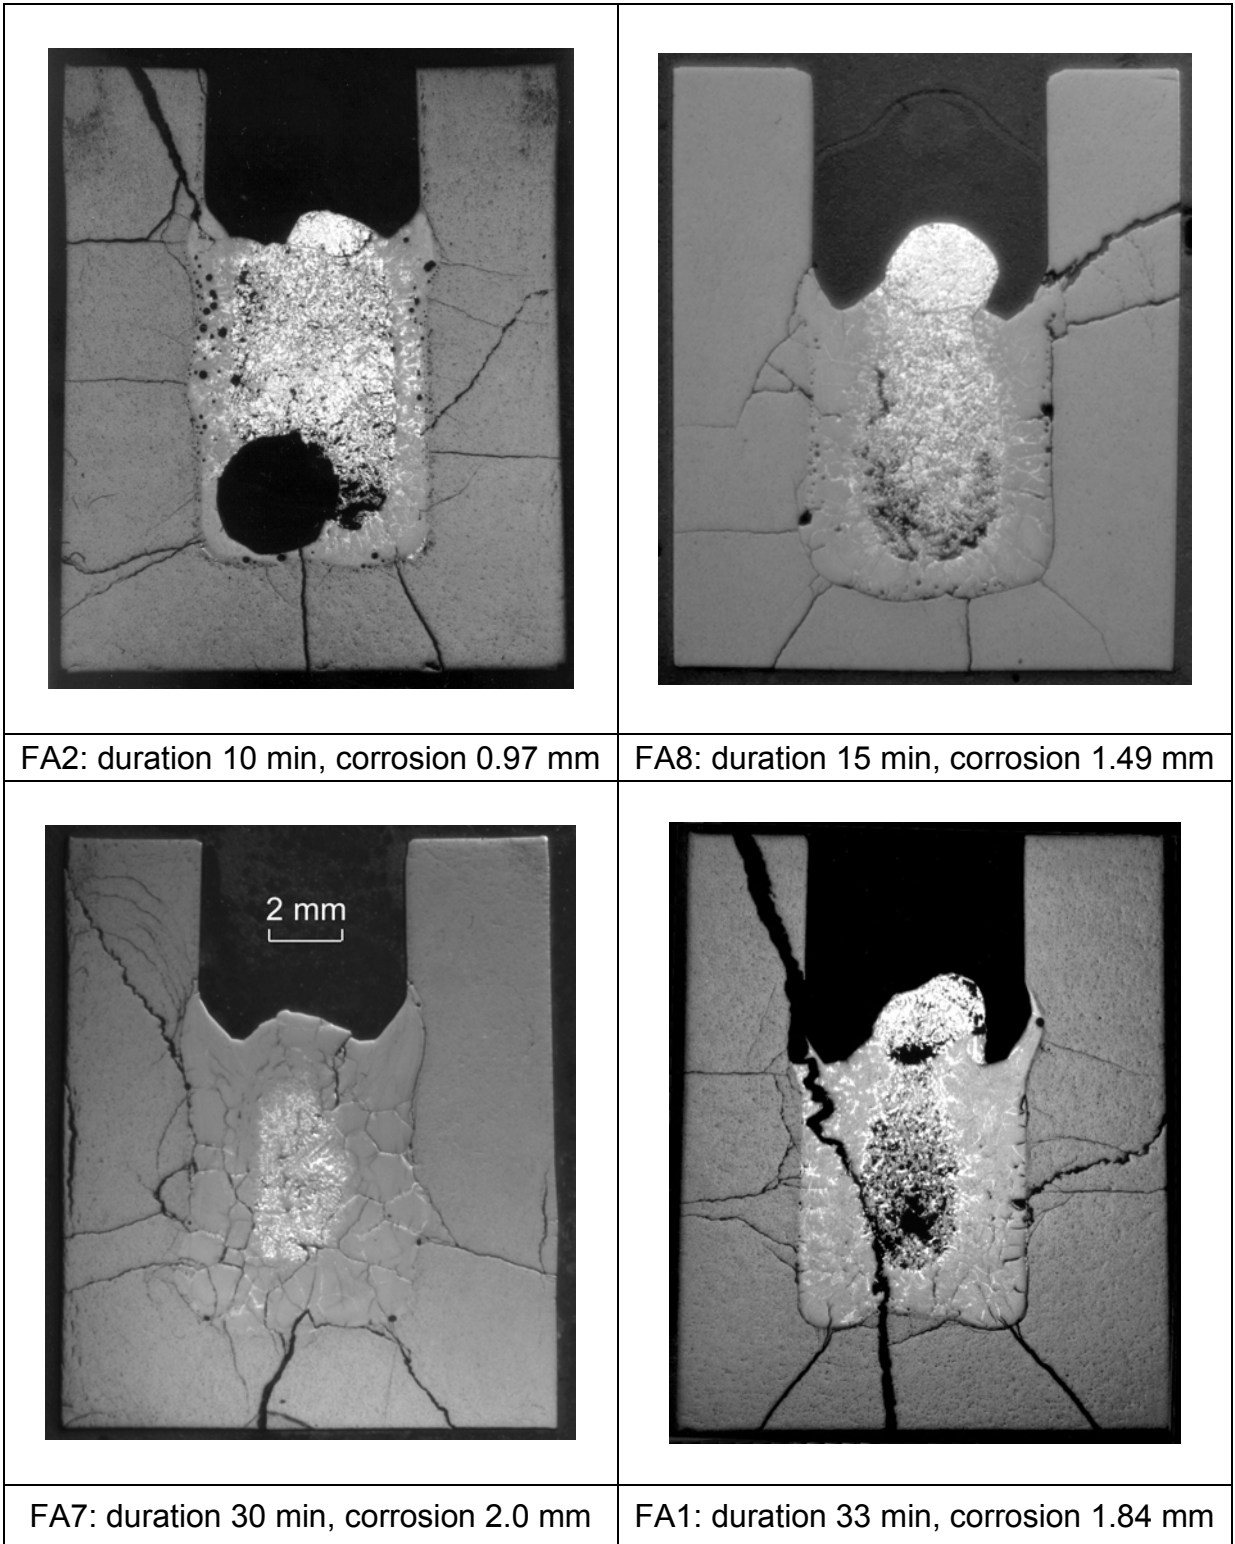 FA2: duration 10 min, corrosion 0.97 mm
FA8: duration 15 min, corrosion 1.49 mm
2 mm
FA7: duration 30 min, corrosion 2.0 mm
FA1: duration 33 min, corrosion 1.84 mm